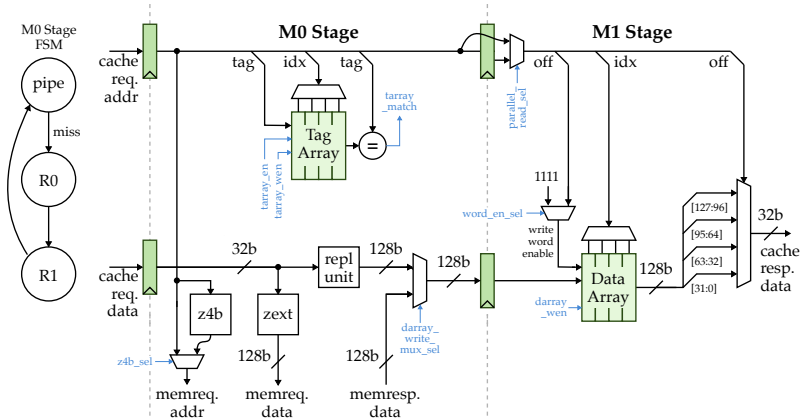 M0 Stage
FSM
pipe
miss
R0
R1
M0 Stage
M1 Stage
cache
req.
addr
tag
idx
tag
off
idx
off
tarray
_match
tarray_en
tarray_wen
Tag
Array
=
parallel_
read_sel
1111
word_en_sel
write
word
enable
[127:96]
[95:64]
[63:32]
[31:0]
32b
cache
resp.
data
cache
req.
data
32b
repl
unit
128b
128b
Data
Array
128b
darray
_wen
z4b
zext
darray_
write_
mux_sel
z4b_sel
128b
128b
memreq.
addr
memreq.
data
memresp.
data